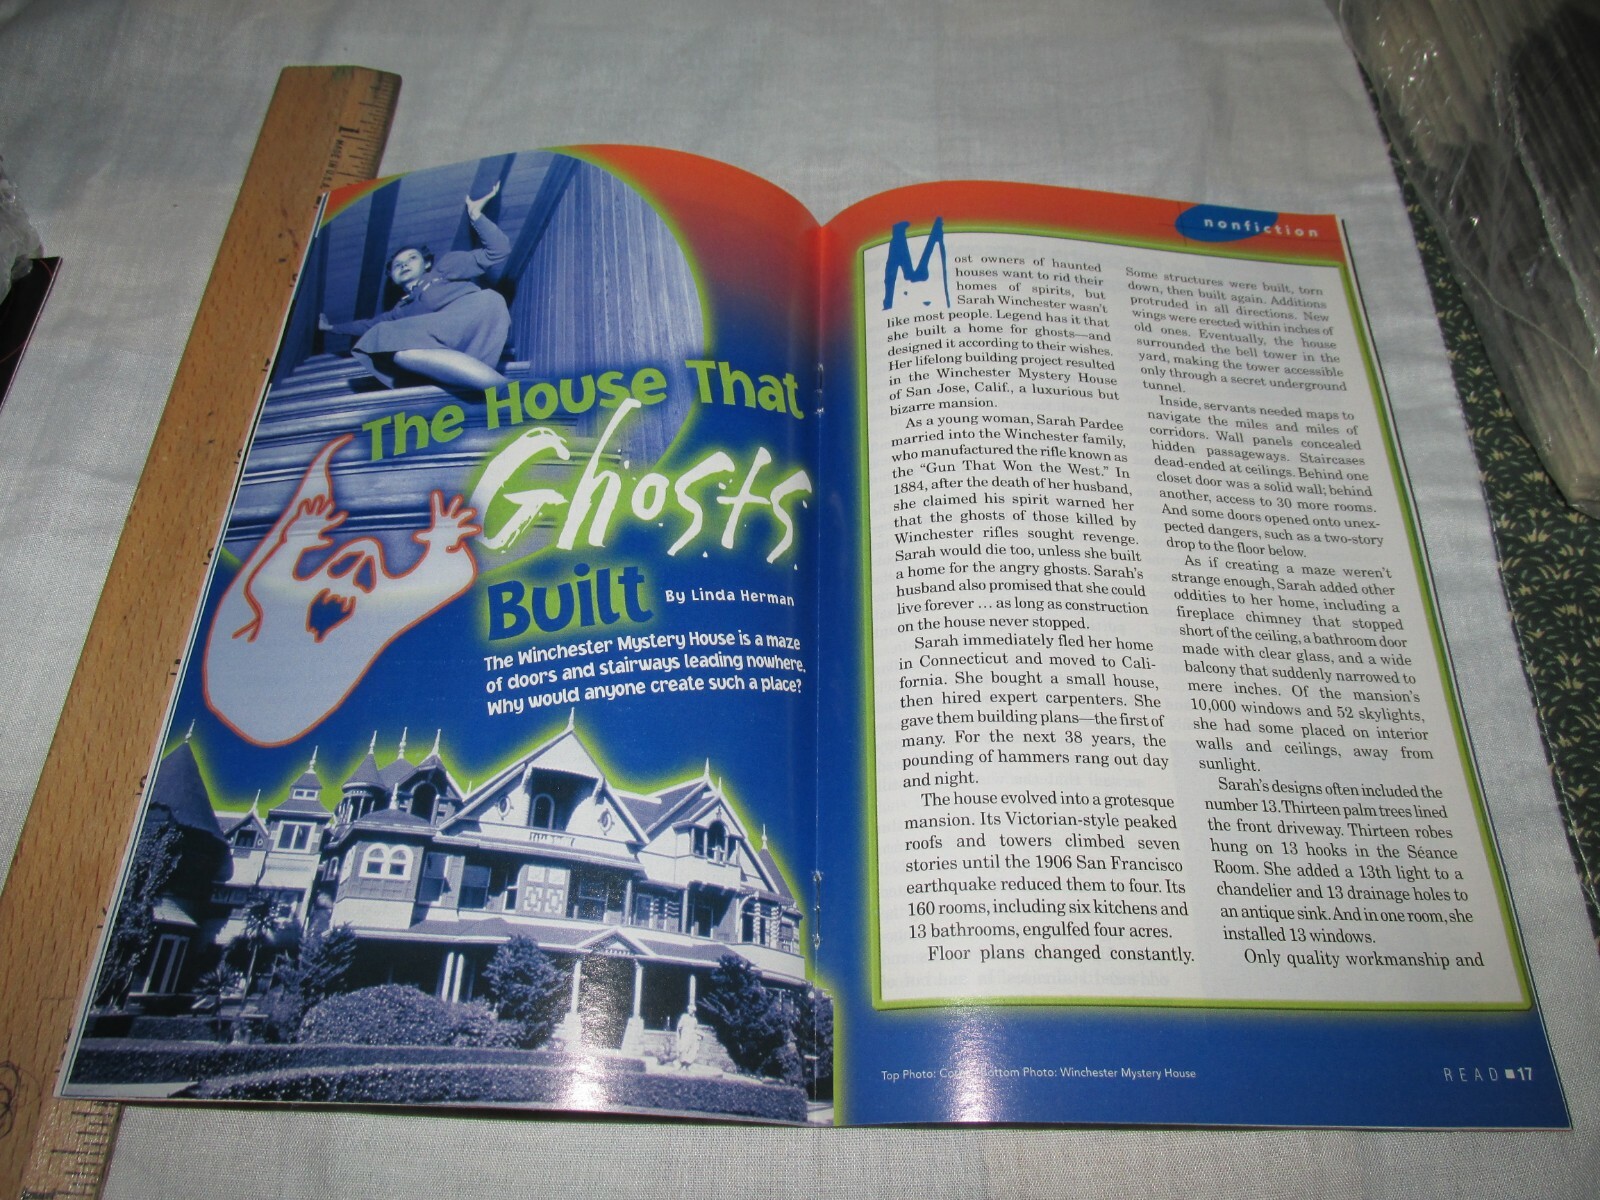 The House That
Ghosts
Built By Linda Herman
The Winchester Mystery House is a maze
of doors and stairways leading nowhere.
Why would anyone create such a place?
nonfiction
Most owners of haunted
houses want to rid their
homes of spirits, but
Sarah Winchester wasn't
like most people. Legend has it that
she built a home for ghosts—and
designed it according to their wishes.
Her lifelong building project resulted
in the Winchester Mystery House
of San Jose, Calif., a luxurious but
bizarre mansion.
As a young woman, Sarah Pardee
married into the Winchester family,
who manufactured the rifle known as
the "Gun That Won the West." In
1884, after the death of her husband,
she claimed his spirit warned her
that the ghosts of those killed by
Winchester rifles sought revenge.
Sarah would die too, unless she built
a home for the angry ghosts. Sarah's
husband also promised that she could
live forever ... as long as construction
on the house never stopped.
Sarah immediately fled her home
in Connecticut and moved to Cali-
fornia. She bought a small house,
then hired expert carpenters. She
gave them building plans—the first of
many. For the next 38 years, the
pounding of hammers rang out day
and night.
The house evolved into a grotesque
mansion. Its Victorian-style peaked
roofs and towers climbed seven
stories until the 1906 San Francisco
earthquake reduced them to four. Its
160 rooms, including six kitchens and
13 bathrooms, engulfed four acres.
Floor plans changed constantly.
Some structures were built, torn
down, then built again. Additions
protruded in all directions. New
wings were erected within inches of
old ones. Eventually, the house
surrounded the bell tower in the
yard, making the tower accessible
only through a secret underground
tunnel.
Inside, servants needed maps to
navigate the miles and miles of
corridors. Wall panels concealed
hidden passageways. Staircases
dead-ended at ceilings. Behind one
closet door was a solid wall; behind
another, access to 30 more rooms.
And some doors opened onto unex-
pected dangers, such as a two-story
drop to the floor below.
As if creating a maze weren't
strange enough, Sarah added other
oddities to her home, including a
fireplace chimney that stopped
short of the ceiling, a bathroom door
made with clear glass, and a wide
balcony that suddenly narrowed to
mere inches. Of the mansion's
10,000 windows and 52 skylights,
she had some placed on interior
walls and ceilings, away from
sunlight.
Sarah's designs often included the
number 13. Thirteen palm trees lined
the front driveway. Thirteen robes
hung on 13 hooks in the Séance
Room. She added a 13th light to a
chandelier and 13 drainage holes to
an antique sink. And in one room, she
installed 13 windows.
Only quality workmanship and
Top Photo: Bottom Photo: Winchester Mystery House
READ ■ 17